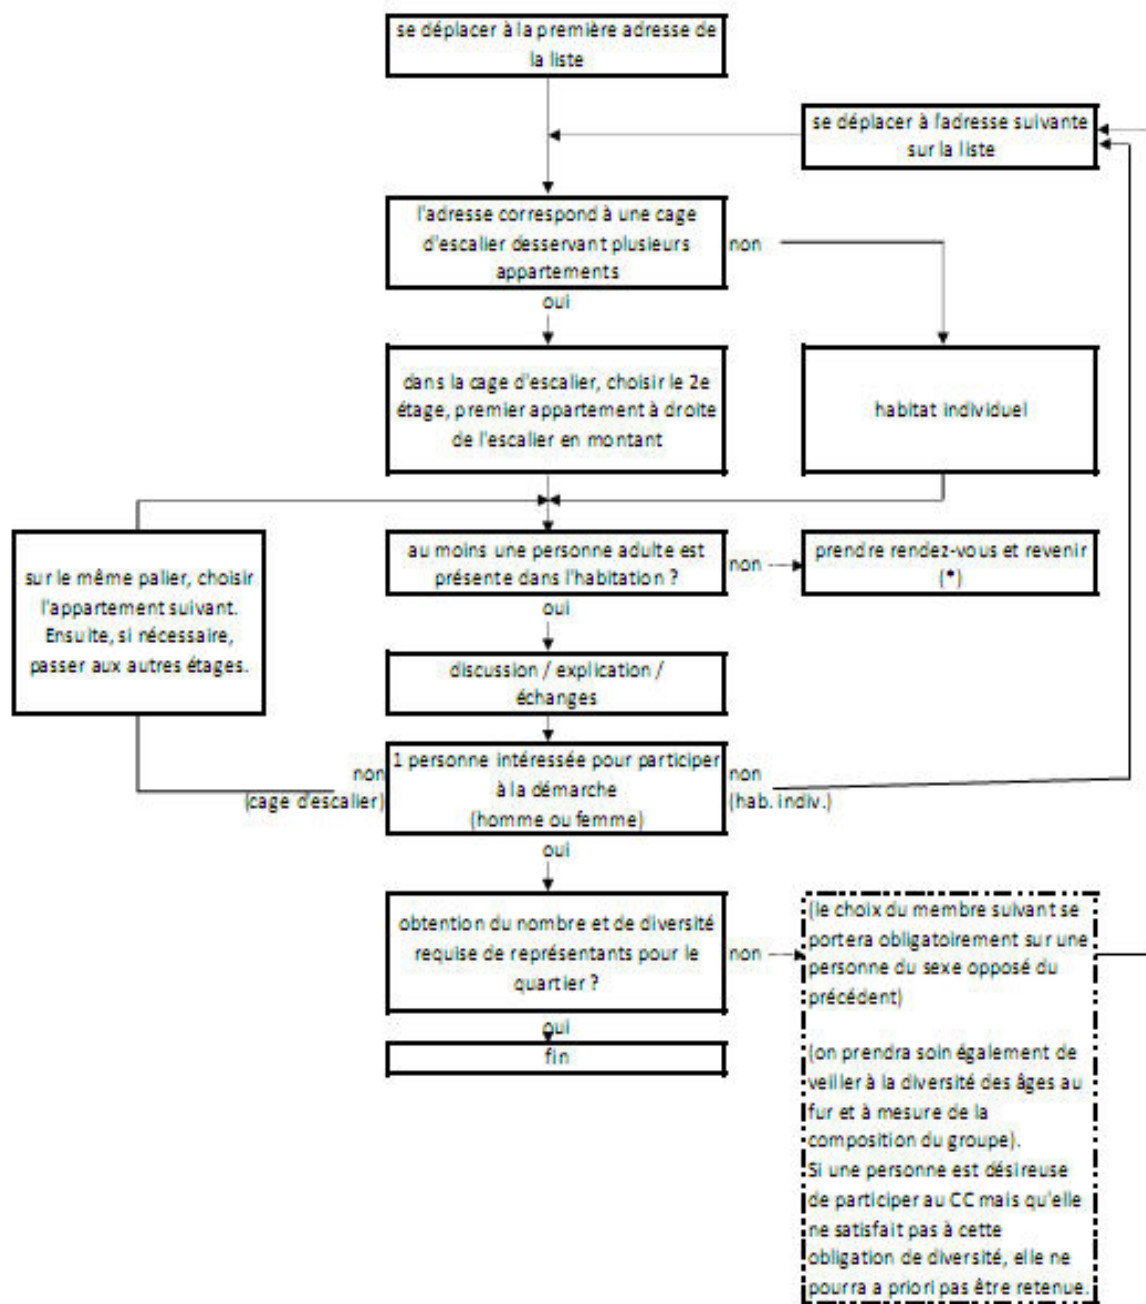 se déplacer à la première adresse de
la liste
se déplacer à l'adresse suivante
sur la liste
l'adresse correspond à une cage
d'escalier desservant plusieurs
appartements
non
oui
dans la cage d'escalier, choisir le 2e
étage, premier appartement à droite
de l'escalier en montant
habitat individuel
sur le même palier, choisir
l'appartement suivant.
Ensuite, si nécessaire,
passer aux autres étages.
au moins une personne adulte est
présente dans l'habitation ?
non
prendre rendez-vous et revenir
(*)
oui
discussion / explication /
échanges
non
(cage d'escalier)
1 personne intéressée pour participer
à la démarche
(homme ou femme)
non
(hab. indiv.)
oui
obtention du nombre et de diversité
requise de représentants pour le
quartier ?
non
oui
fin
(le choix du membre suivant se
portera obligatoirement sur une
personne du sexe opposé du
précédent)
(on prendra soin également de
veiller à la diversité des âges au
fur et à mesure de la
composition du groupe).
Si une personne est désireuse
de participer au CC mais qu'elle
ne satisfait pas à cette
obligation de diversité, elle ne
pourra a priori pas être retenue.